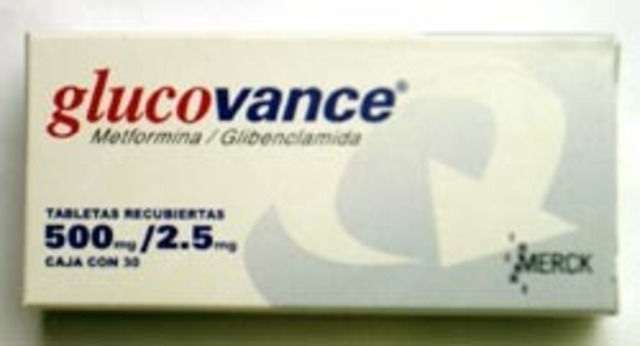 glucovance®
Metformina / Glibenclamida
TABLETAS RECUBIERTAS
500mg/2.5mg
CAJA CON 30
MERCK